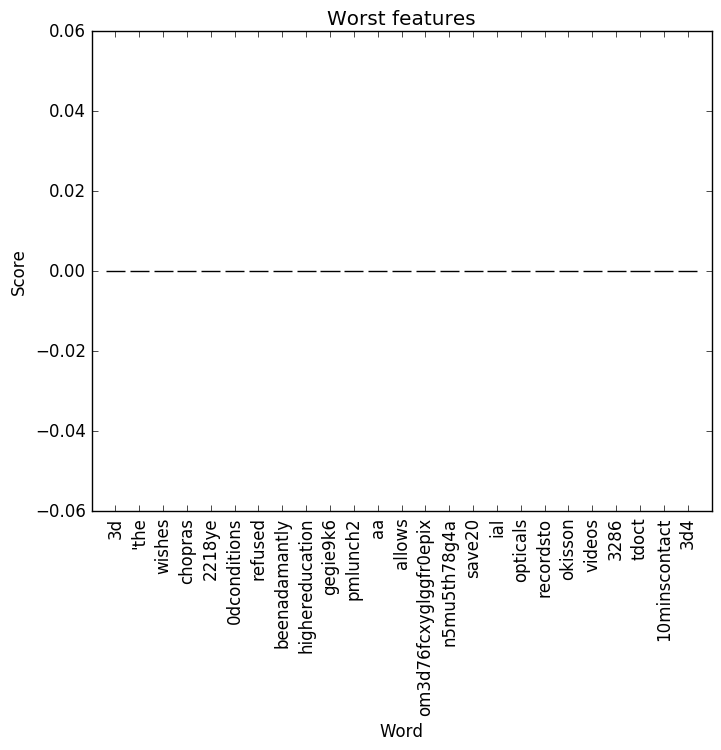 Worst features
0.06
0.04
0.02
0.00
−0.02
−0.04
−0.06
Score
3d
'the
wishes
chopras
2218ye
0dconditions
refused
beenadamantly
highereducation
gegie9k6
pmlunch2
aa
allows
om3d76fcxyglggfr0epix
n5mu5th78g4a
save20
ial
opticals
recordsto
okisson
videos
3286
tdoct
10minscontact
3d4
Word